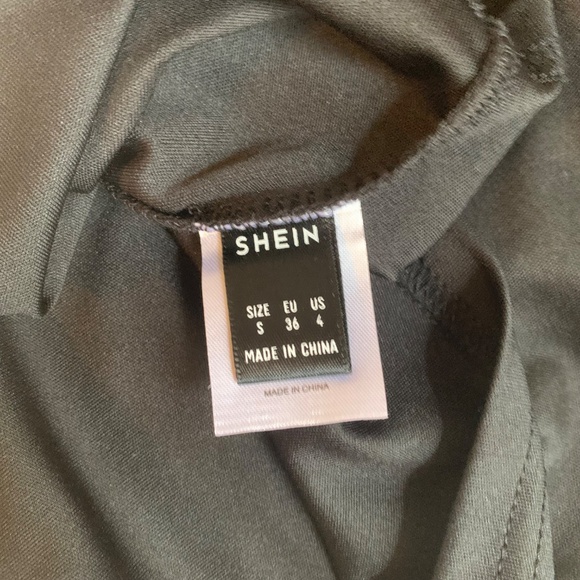 SHEIN
SIZE EU US
S 36 4
MADE IN CHINA
MADE IN CHINA